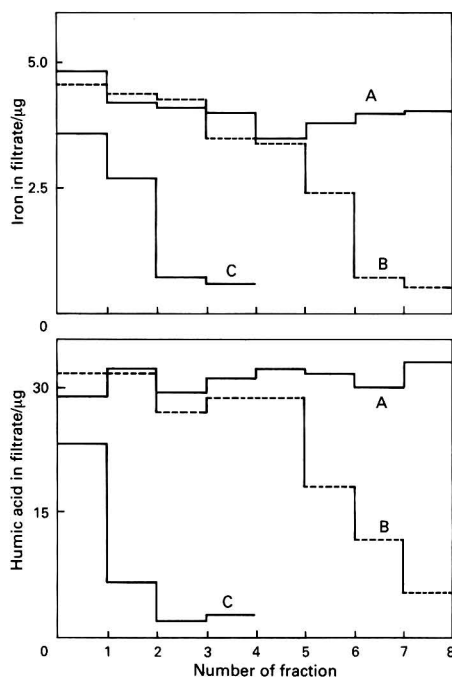 5.0
2.5
0
Iron in filtrate/µg
A
B
C
30
15
0
Humic acid in filtrate/µg
A
B
C
0 1 2 3 4 5 6 7 8
Number of fraction